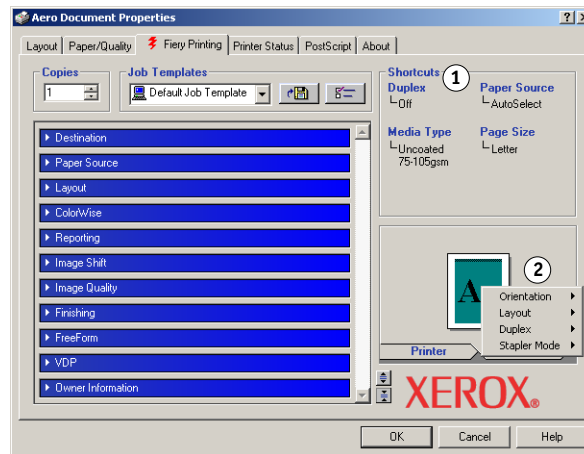 Aero Document Properties
Layout Paper/Quality Fiery Printing Printer Status PostScript About
Copies
1
Job Templates
Default Job Template
Destination
Paper Source
Layout
ColorWise
Reporting
Image Shift
Image Quality
Finishing
FreeForm
VDP
Owner Information
Shortcuts
1
Duplex
Off
Paper Source
AutoSelect
Media Type
Uncoated
75-105gsm
Page Size
Letter
A
2
Orientation
Layout
Duplex
Stapler Mode
Printer
XEROX®
OK Cancel Help